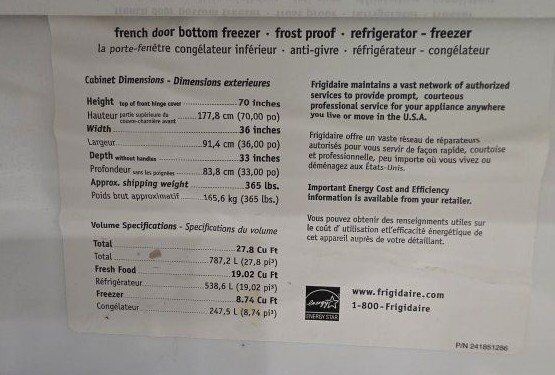 french door bottom freezer · frost proof · refrigerator - freezer
la porte-fenêtre congélateur inférieur · anti-givre · réfrigérateur - congélateur
Cabinet Dimensions - Dimensions exterieures
Height top of front hinge cover 70 inches
Hauteur partie supérieure du couvre-charnière avant 177,8 cm (70,00 po)
Width 36 inches
Largeur 91,4 cm (36,00 po)
Depth without handles 33 inches
Profondeur sans les poignées 83,8 cm (33,00 po)
Approx. shipping weight 365 lbs.
Poids brut approximatif 165,6 kg (365 lbs.)
Volume Specifications - Specifications du volume
Total 27.8 Cu Ft
Total 787,2 L (27,8 pi³)
Fresh Food 19.02 Cu Ft
Réfrigérateur 538,6 L (19,02 pi³)
Freezer 8.74 Cu Ft
Congélateur 247,5 L (8,74 pi³)
Frigidaire maintains a vast network of authorized
services to provide prompt, courteous
professional service for your appliance anywhere
you live or move in the U.S.A.
Frigidaire offre un vaste réseau de réparateurs
autorisés pour vous servir de façon rapide, courtoise
et professionnelle, peu importe où vous vivez ou
déménagez aux États-Unis.
Important Energy Cost and Efficiency
information is available from your retailer.
Vous pouvez obtenir des renseignments utiles sur
le coût d' utilisation etl'efficacité énergétique de
cet appareil auprès de votre détaillant.
energy
ENERGY STAR
www.frigidaire.com
1-800-Frigidaire
P/N 241851286